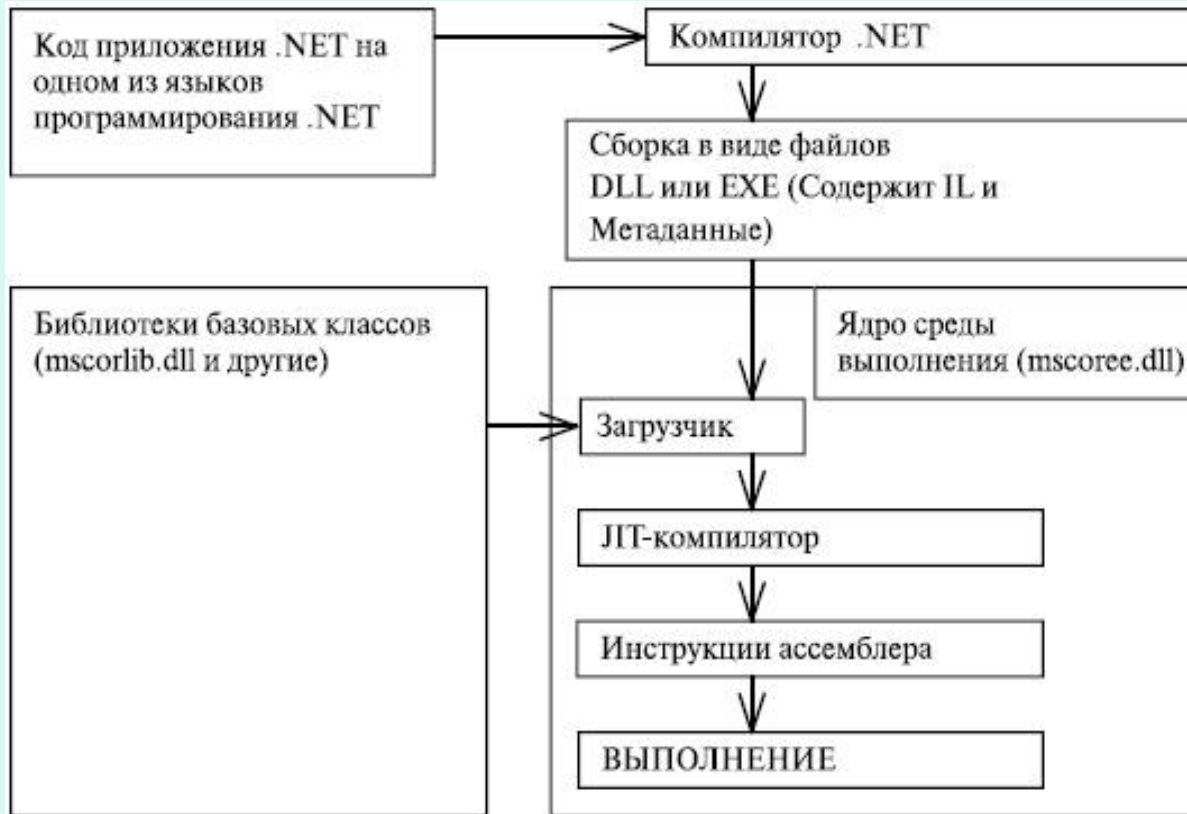 Код приложения .NET на
одном из языков
программирования .NET
Компилятор .NET
Сборка в виде файлов
DLL или EXE (Содержит IL и
Метаданные)
Библиотеки базовых классов
(mscorlib.dll и другие)
Ядро среды
выполнения (mscoree.dll)
Загрузчик
JIT-компилятор
Инструкции ассемблера
ВЫПОЛНЕНИЕ